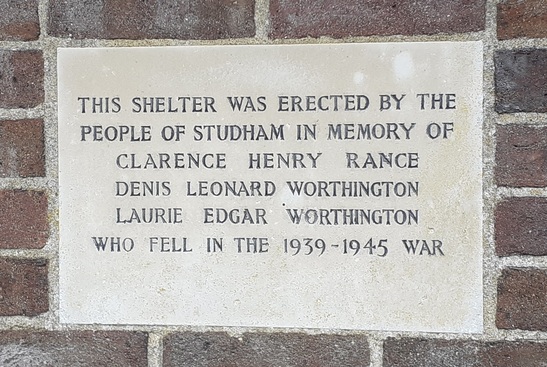 THIS SHELTER WAS ERECTED BY THE
PEOPLE OF STUDHAM IN MEMORY OF
CLARENCE HENRY RANCE
DENIS LEONARD WORTHINGTON
LAURIE EDGAR WORTHINGTON
WHO FELL IN THE 1939-1945 WAR